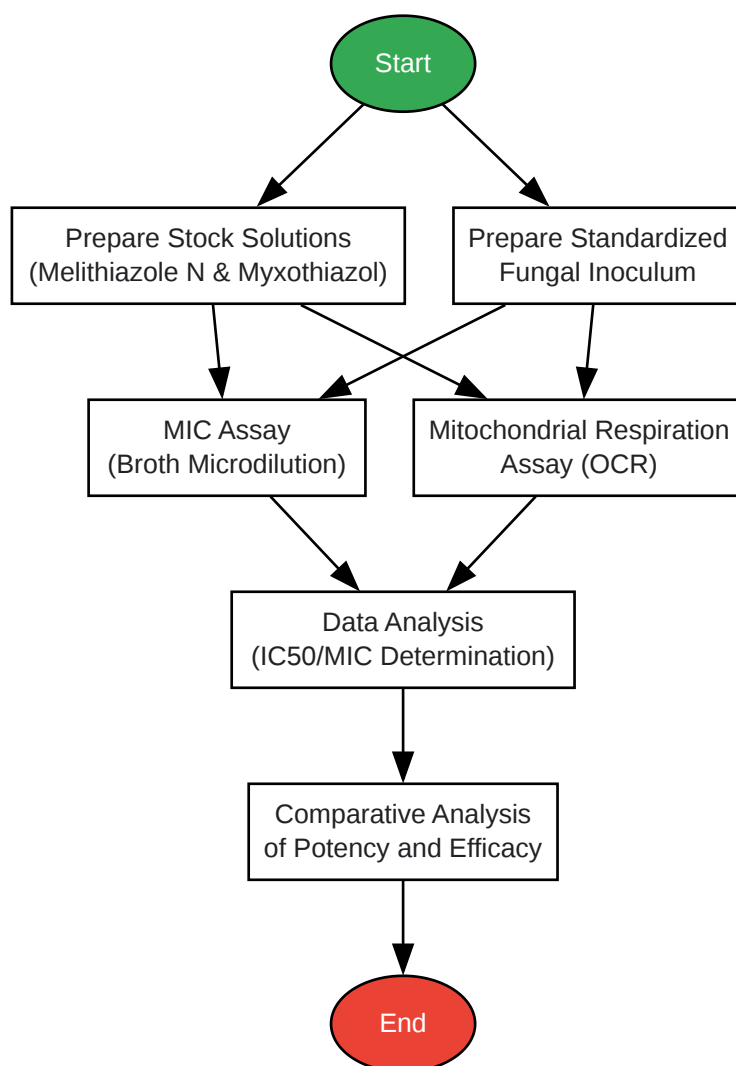 Start
Prepare Stock Solutions
(Melithiazole N & Myxothiazol)
Prepare Standardized
Fungal Inoculum
MIC Assay
(Broth Microdilution)
Mitochondrial Respiration
Assay (OCR)
Data Analysis
(IC50/MIC Determination)
Comparative Analysis
of Potency and Efficacy
End